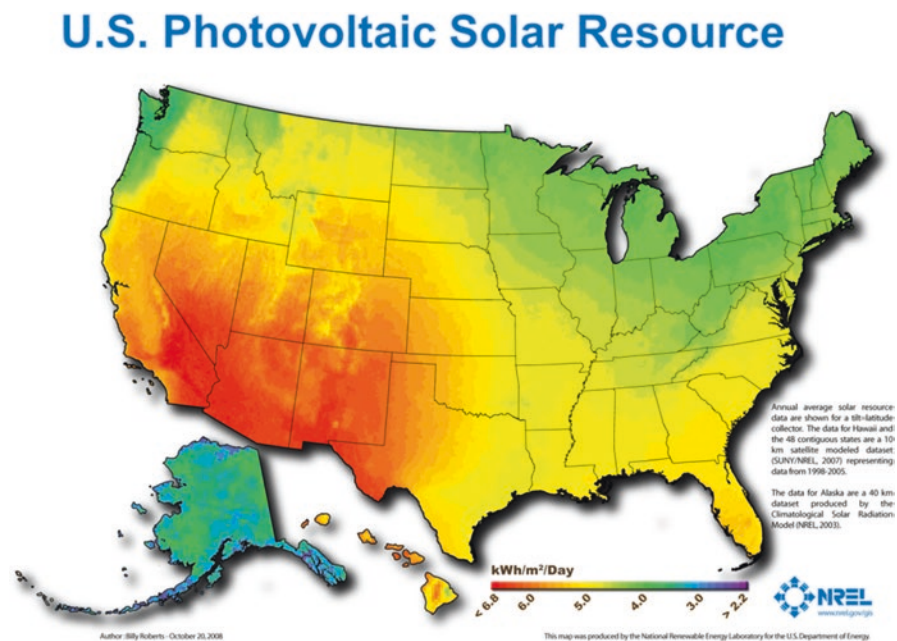 U.S. Photovoltaic Solar Resource
Annual average solar resource
data are shown for a tilt=latitude
collector. The data for Hawaii and
the 48 contiguous states are a 10
km satellite modeled dataset
(SUNY/NREL, 2007) representing
data from 1998-2005.
The data for Alaska are a 40 km
dataset produced by the
Climatological Solar Radiation
Model (NREL, 2003).
kWh/m²/Day
< 6.8 6.0 5.0 4.0 3.0 > 2.2
NREL
www.nrel.gov/gis
Author : Billy Roberts - October 20, 2008
This map was produced by the National Renewable Energy Laboratory for the U.S. Department of Energy.